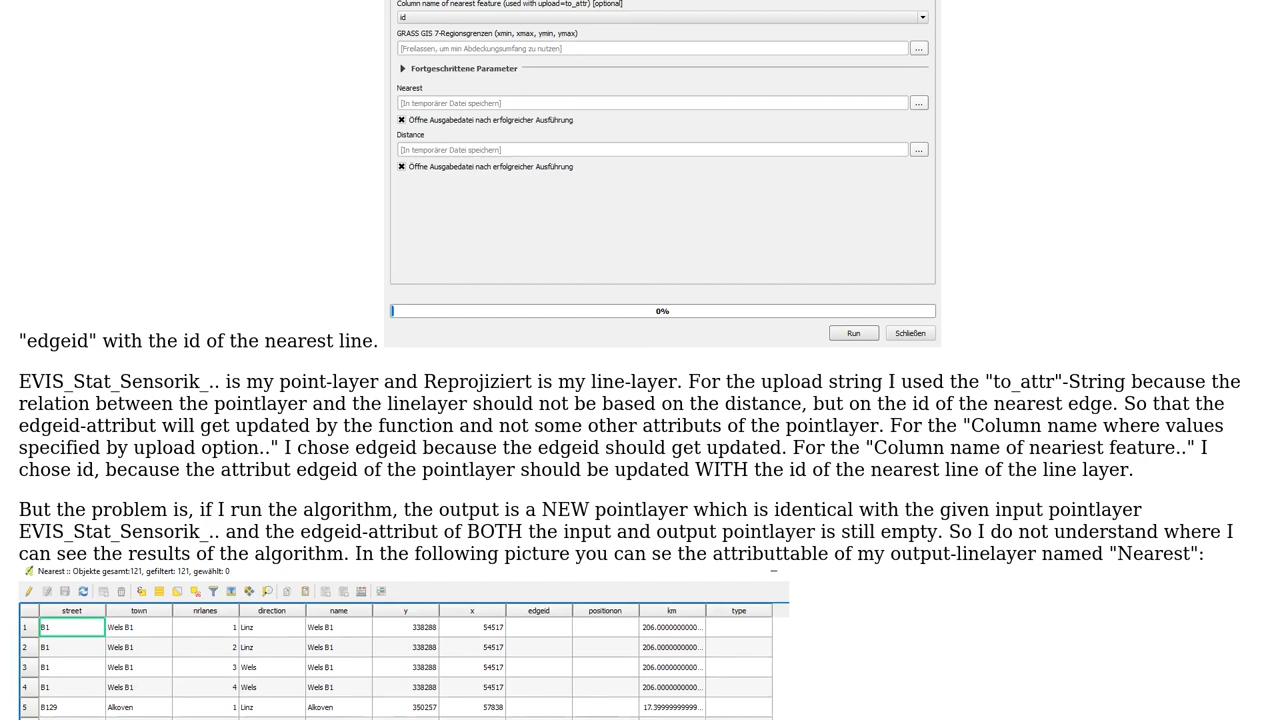 Column name of nearest feature (used with upload=to_attr) [optional]
id
GRASS GIS 7-Regionsgrenzen (xmin, xmax, ymin, ymax)
[Freilassen, um min Abdeckungsumfang zu nutzen]
...
Fortgeschrittene Parameter
Nearest
[In temporärer Datei speichern]
...
Öffne Ausgabedatei nach erfolgreicher Ausführung
Distance
[In temporärer Datei speichern]
...
Öffne Ausgabedatei nach erfolgreicher Ausführung
0%
Run Schließen
"edgeid" with the id of the nearest line.
EVIS_Stat_Sensorik_.. is my point-layer and Reprojiziert is my line-layer. For the upload string I used the "to_attr"-String because the
relation between the pointlayer and the linelayer should not be based on the distance, but on the id of the nearest edge. So that the
edgeid-attribut will get updated by the function and not some other attributs of the pointlayer. For the "Column name where values
specified by upload option.." I chose edgeid because the edgeid should get updated. For the "Column name of neariest feature.." I
chose id, because the attribut edgeid of the pointlayer should be updated WITH the id of the nearest line of the line layer.
But the problem is, if I run the algorithm, the output is a NEW pointlayer which is identical with the given input pointlayer
EVIS_Stat_Sensorik_.. and the edgeid-attribut of BOTH the input and output pointlayer is still empty. So I do not understand where I
can see the results of the algorithm. In the following picture you can se the attributtable of my output-linelayer named "Nearest":
Nearest :: Objekte gesamt:121, gefiltert: 121, gewählt: 0
street town nrlanes direction name y x edgeid positionon km type
1 B1 Wels B1 1 Linz Wels B1 338288 54517 206.0000000000...
2 B1 Wels B1 2 Linz Wels B1 338288 54517 206.0000000000...
3 B1 Wels B1 3 Wels Wels B1 338288 54517 206.0000000000...
4 B1 Wels B1 4 Wels Wels B1 338288 54517 206.0000000000...
5 B129 Alkoven 1 Linz Alkoven 350257 57838 17.39999999999...